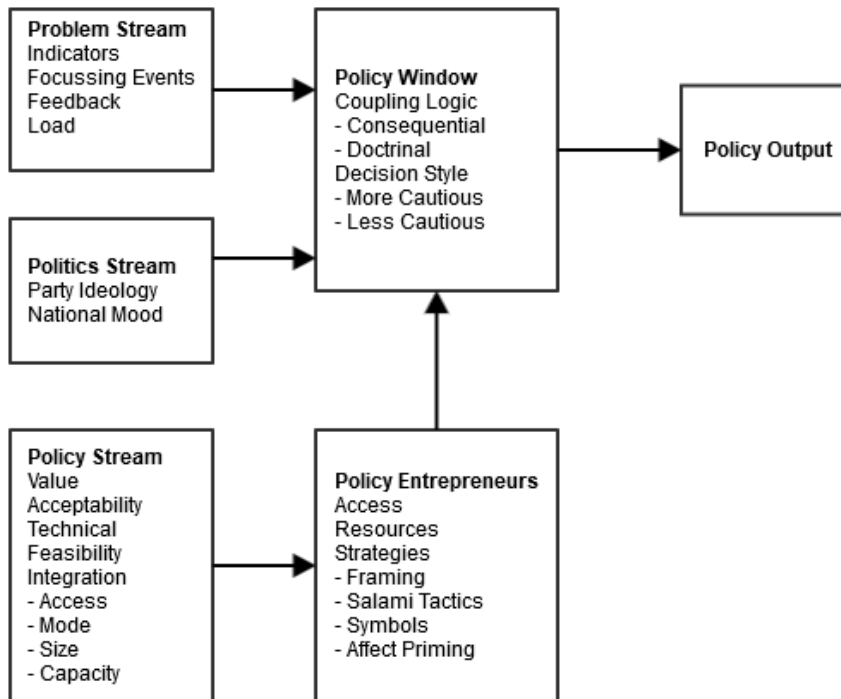 Problem Stream
Indicators
Focussing Events
Feedback
Load
Policy Window
Coupling Logic
- Consequential
- Doctrinal
Decision Style
- More Cautious
- Less Cautious
Policy Output
Politics Stream
Party Ideology
National Mood
Policy Stream
Value
Acceptability
Technical
Feasibility
Integration
- Access
- Mode
- Size
- Capacity
Policy Entrepreneurs
Access
Resources
Strategies
- Framing
- Salami Tactics
- Symbols
- Affect Priming